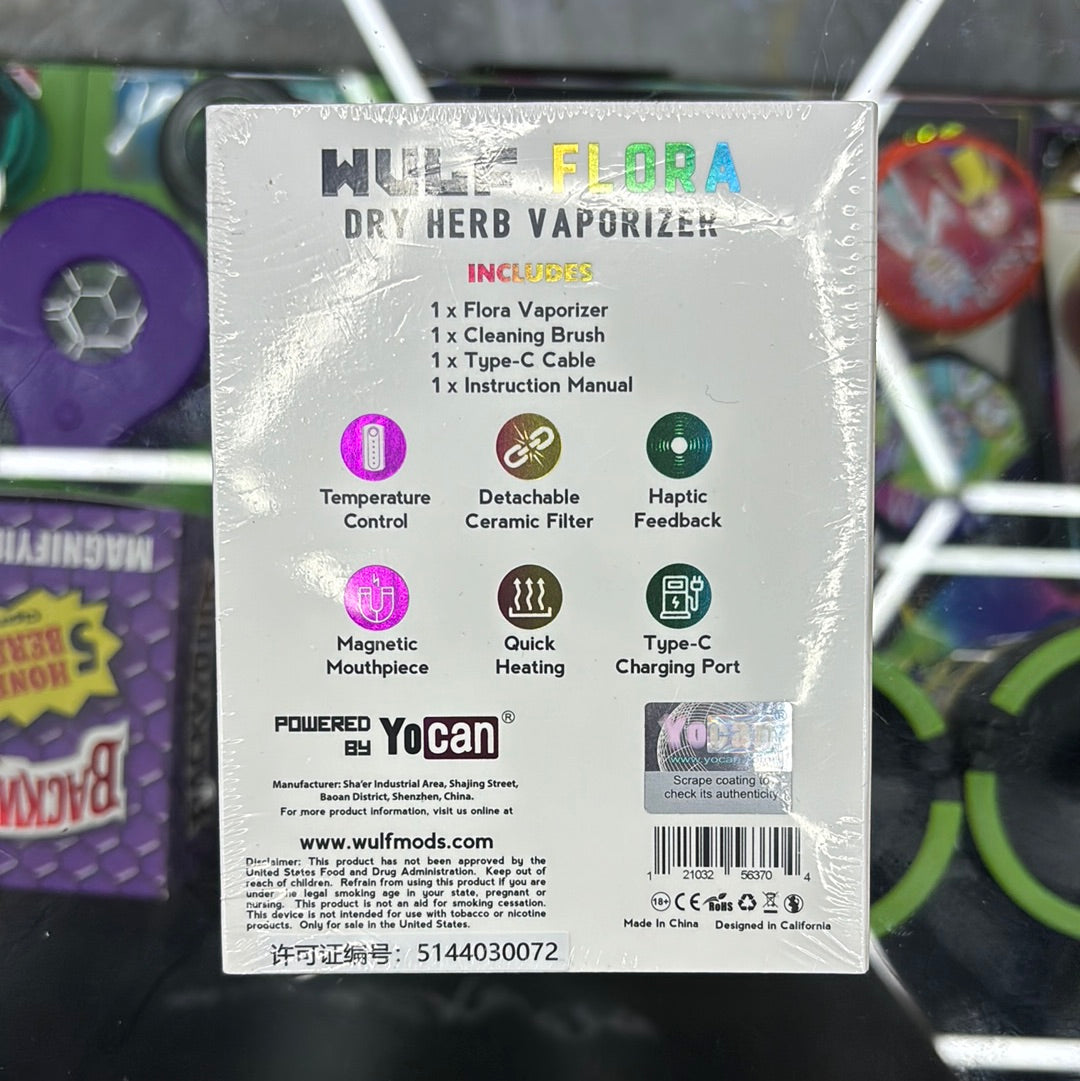 WULF FLORA
DRY HERB VAPORIZER
INCLUDES
1 x Flora Vaporizer
1 x Cleaning Brush
1 x Type-C Cable
1 x Instruction Manual
Temperature Control
Detachable Ceramic Filter
Haptic Feedback
Magnetic Mouthpiece
Quick Heating
Type-C Charging Port
POWERED BY Yocan®
Manufacturer: Sha'er Industrial Area, Shajing Street,
Baoan District, Shenzhen, China.
For more product information, visit us online at
www.wulfmods.com
Disclaimer: This product has not been approved by the
United States Food and Drug Administration. Keep out of
reach of children. Refrain from using this product if you are
under the legal smoking age in your state, pregnant or
nursing. This product is not an aid for smoking cessation.
This device is not intended for use with tobacco or nicotine
products. Only for sale in the United States.
许可证编号：5144030072
Yocan®
www.yocan
Scrape coating to
check its authenticity
1 21032 56370 4
18+ CE RoHS
Made In China Designed in California
MAGNIFYI
5
HONE
BERR
BACKW